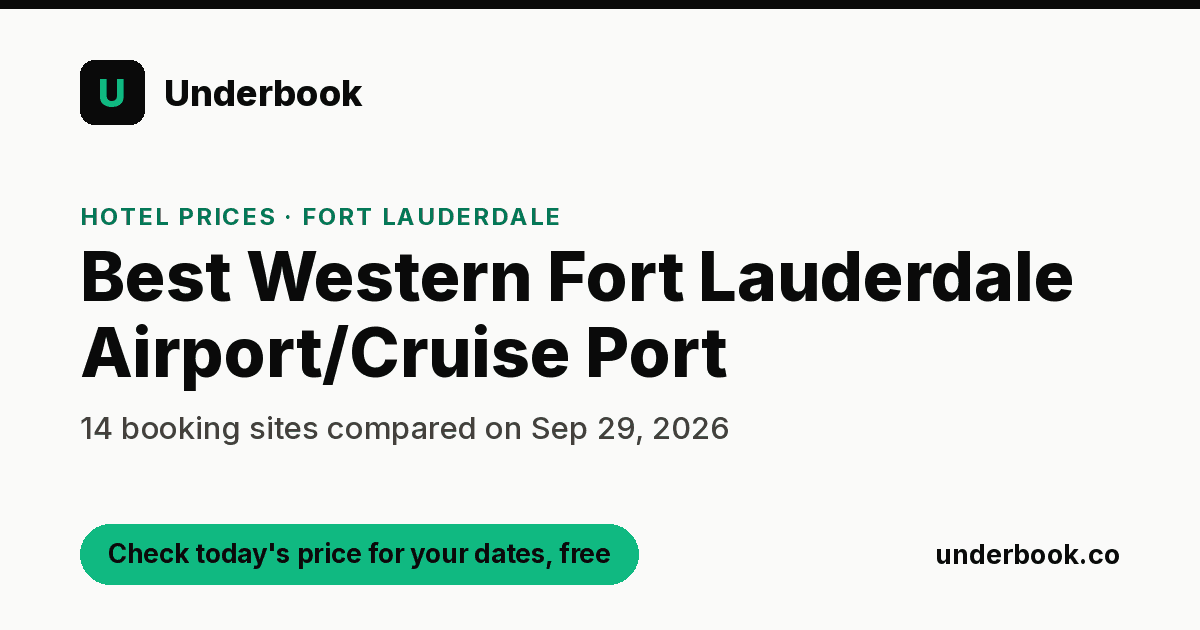 U Underbook
HOTEL PRICES · FORT LAUDERDALE
Best Western Fort Lauderdale
Airport/Cruise Port
14 booking sites compared on Sep 29, 2026
Check today's price for your dates, free
underbook.co